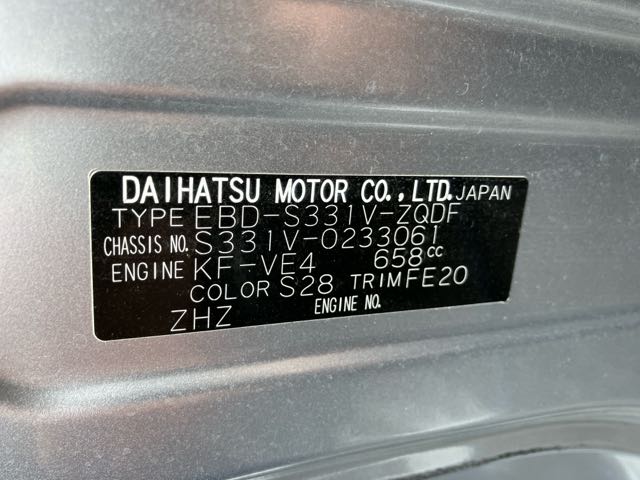 DAIHATSU MOTOR CO., LTD. JAPAN
TYPE EBD-S331V-ZQDF
CHASSIS NO. S331V-0233061
ENGINE KF-VE4 658CC
COLOR S28 TRIM FE20
ENGINE NO.
ZHZ